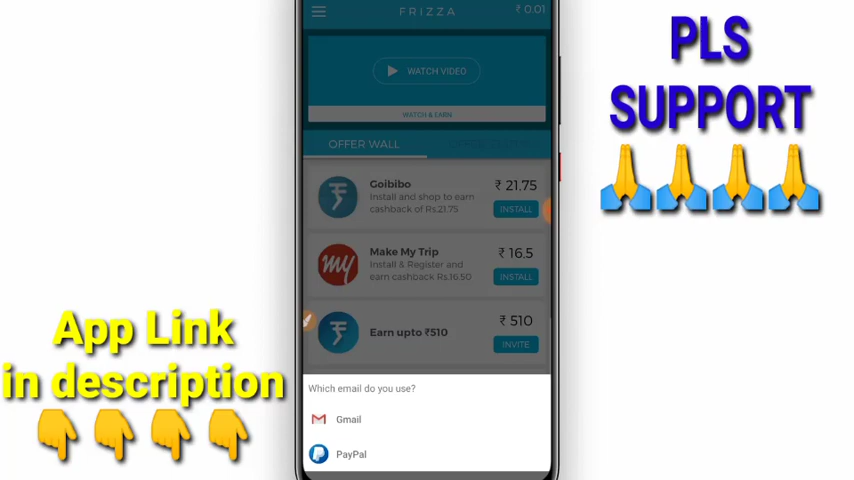 FRIZZA
₹ 0.01
WATCH VIDEO
WATCH & EARN
OFFER WALL
Goibibo
₹ 21.75
Install and shop to earn
cashback of Rs.21.75
INSTALL
my
Make My Trip
₹ 16.5
Install & Register and
earn cashback Rs.16.50
INSTALL
Earn upto ₹510
₹ 510
INVITE
Which email do you use?
Gmail
PayPal
PLS
SUPPORT
App Link
in description